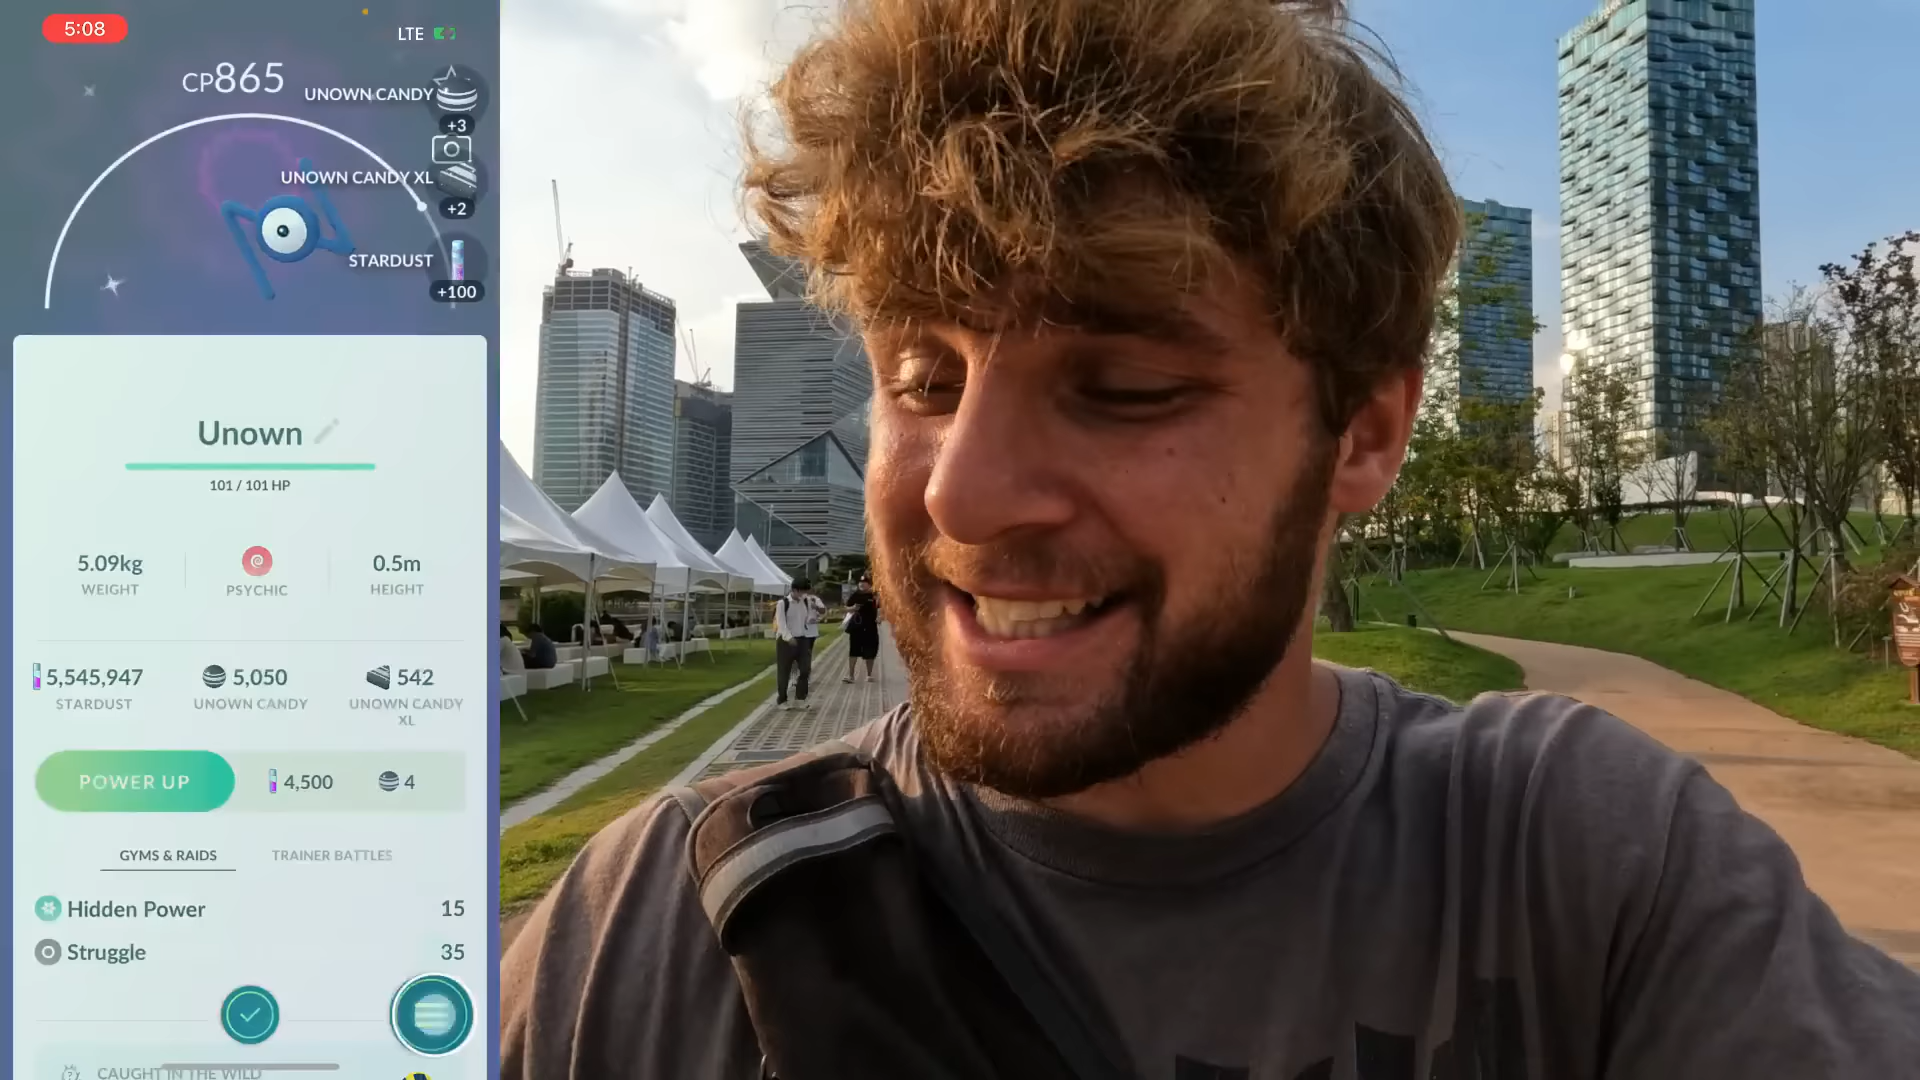 5:08
LTE
CP865
UNOWN CANDY
+3
UNOWN CANDY XL
+2
STARDUST
+100
Unown
101 / 101 HP
5.09kg
WEIGHT
PSYCHIC
0.5m
HEIGHT
5,545,947
STARDUST
5,050
UNOWN CANDY
542
UNOWN CANDY
XL
POWER UP
4,500
4
GYMS & RAIDS
TRAINER BATTLES
Hidden Power 15
Struggle 35
CAUGHT IN THE WILD